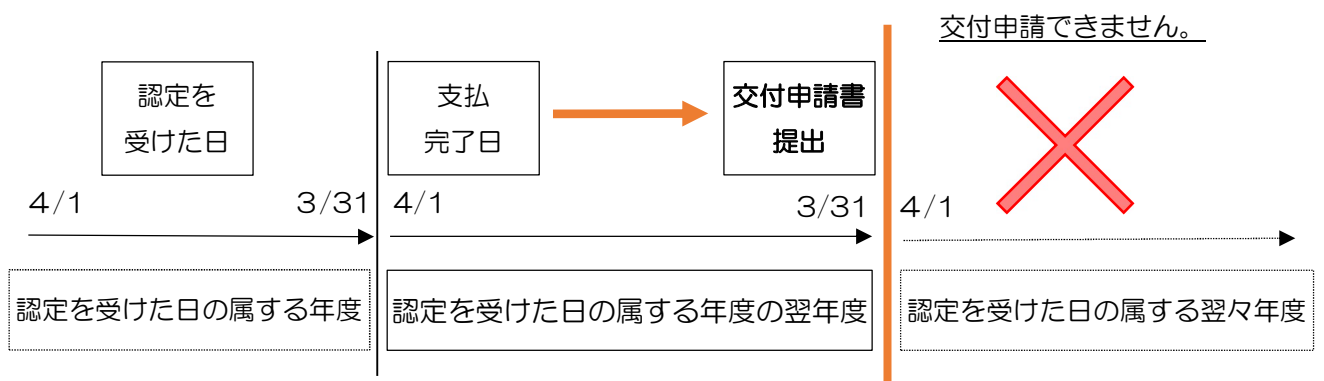 交付申請できません。
認定を
受けた日
支払
完了日
交付申請書
提出
4/1
3/31
4/1
3/31
4/1
認定を受けた日の属する年度
認定を受けた日の属する年度の翌年度
認定を受けた日の属する翌々年度